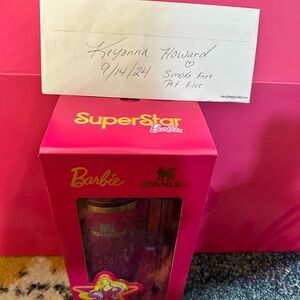 Keyonna Howard
9/14/24 Smoke Free
Pet Free
SuperStar
Barbie
Barbie
STANLEY